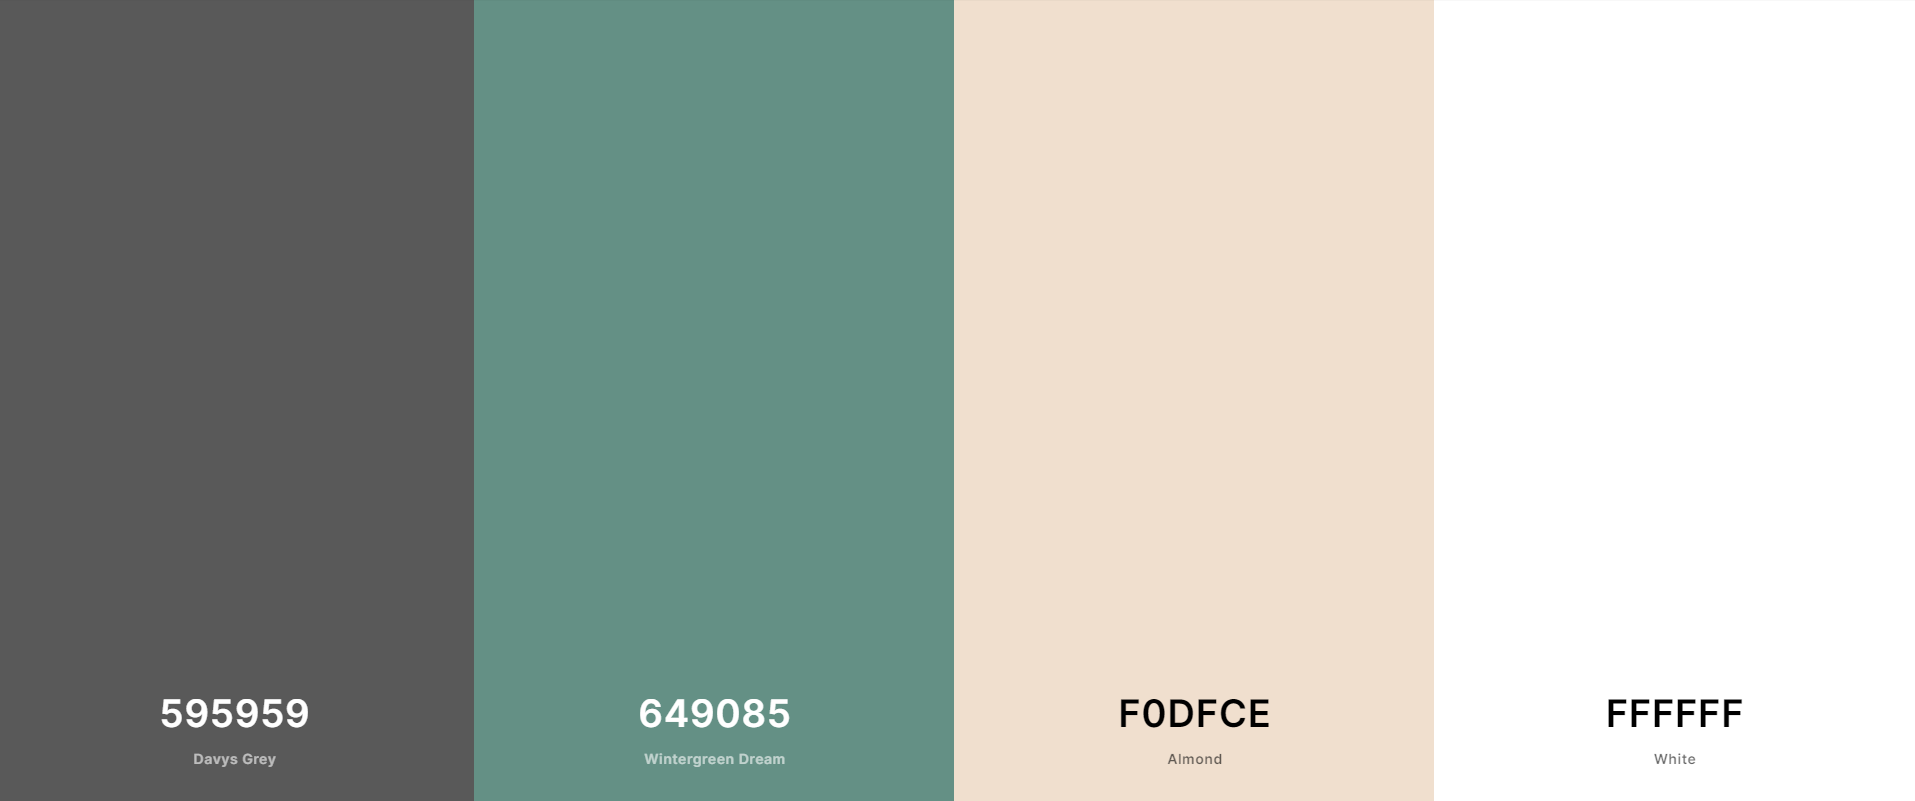 595959
Davys Grey
649085
Wintergreen Dream
F0DFCE
Almond
FFFFFF
White